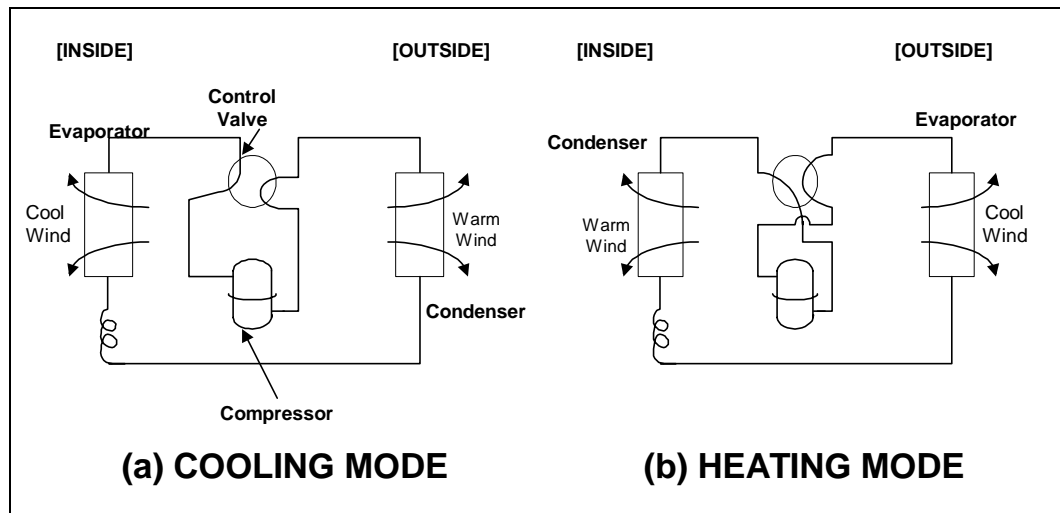 [INSIDE]
[OUTSIDE]
Control
Valve
Evaporator
Cool
Wind
Warm
Wind
Condenser
Compressor
(a) COOLING MODE
[INSIDE]
[OUTSIDE]
Evaporator
Condenser
Warm
Wind
Cool
Wind
(b) HEATING MODE